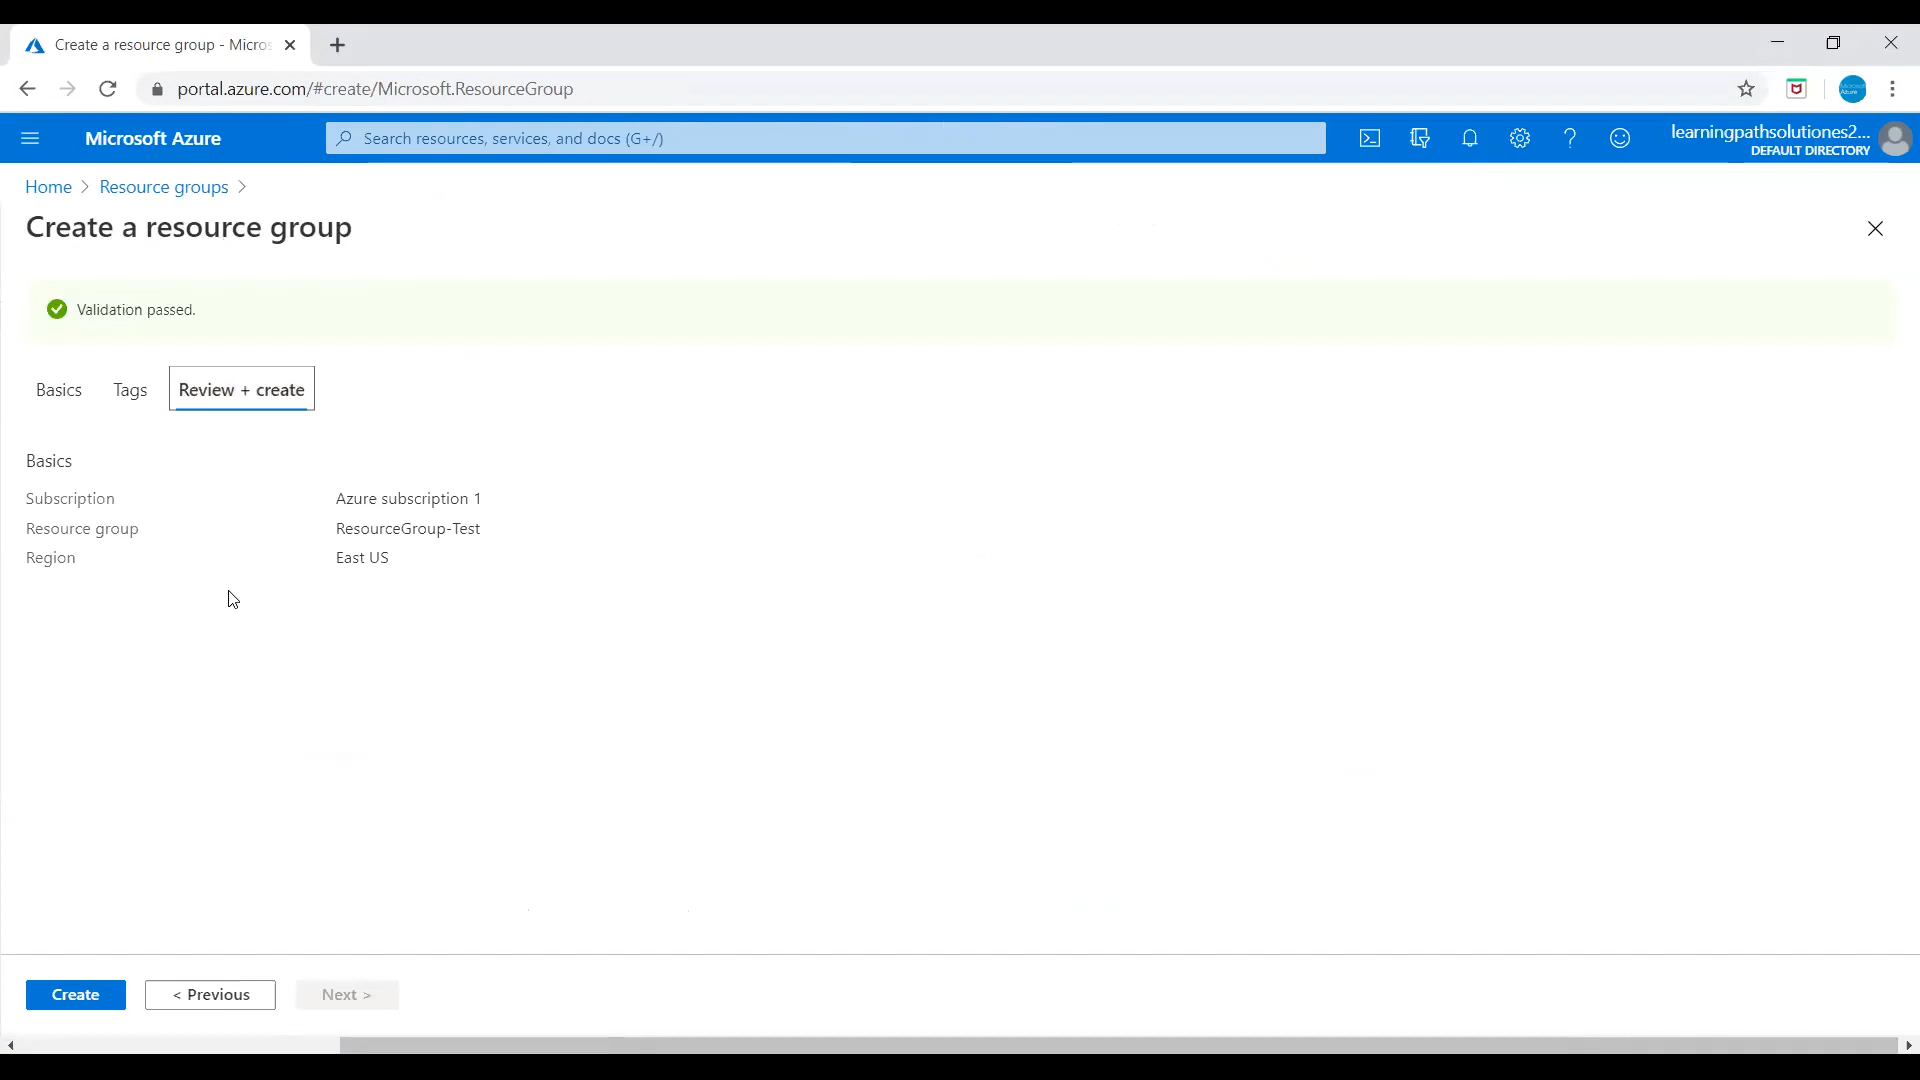 Create a resource group - Micros
portal.azure.com/#create/Microsoft.ResourceGroup
Microsoft Azure
Search resources, services, and docs (G+/)
learningpathsolutiones2...
DEFAULT DIRECTORY
Home > Resource groups >
Create a resource group
Validation passed.
Basics Tags Review + create
Basics
Subscription Azure subscription 1
Resource group ResourceGroup-Test
Region East US
Create < Previous Next >